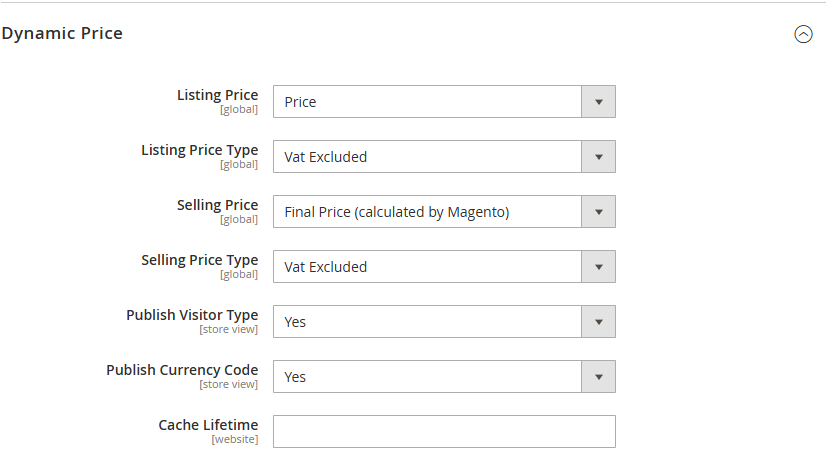 Dynamic Price
Listing Price
[global]
Price
Listing Price Type
[global]
Vat Excluded
Selling Price
[global]
Final Price (calculated by Magento)
Selling Price Type
[global]
Vat Excluded
Publish Visitor Type
[store view]
Yes
Publish Currency Code
[store view]
Yes
Cache Lifetime
[website]